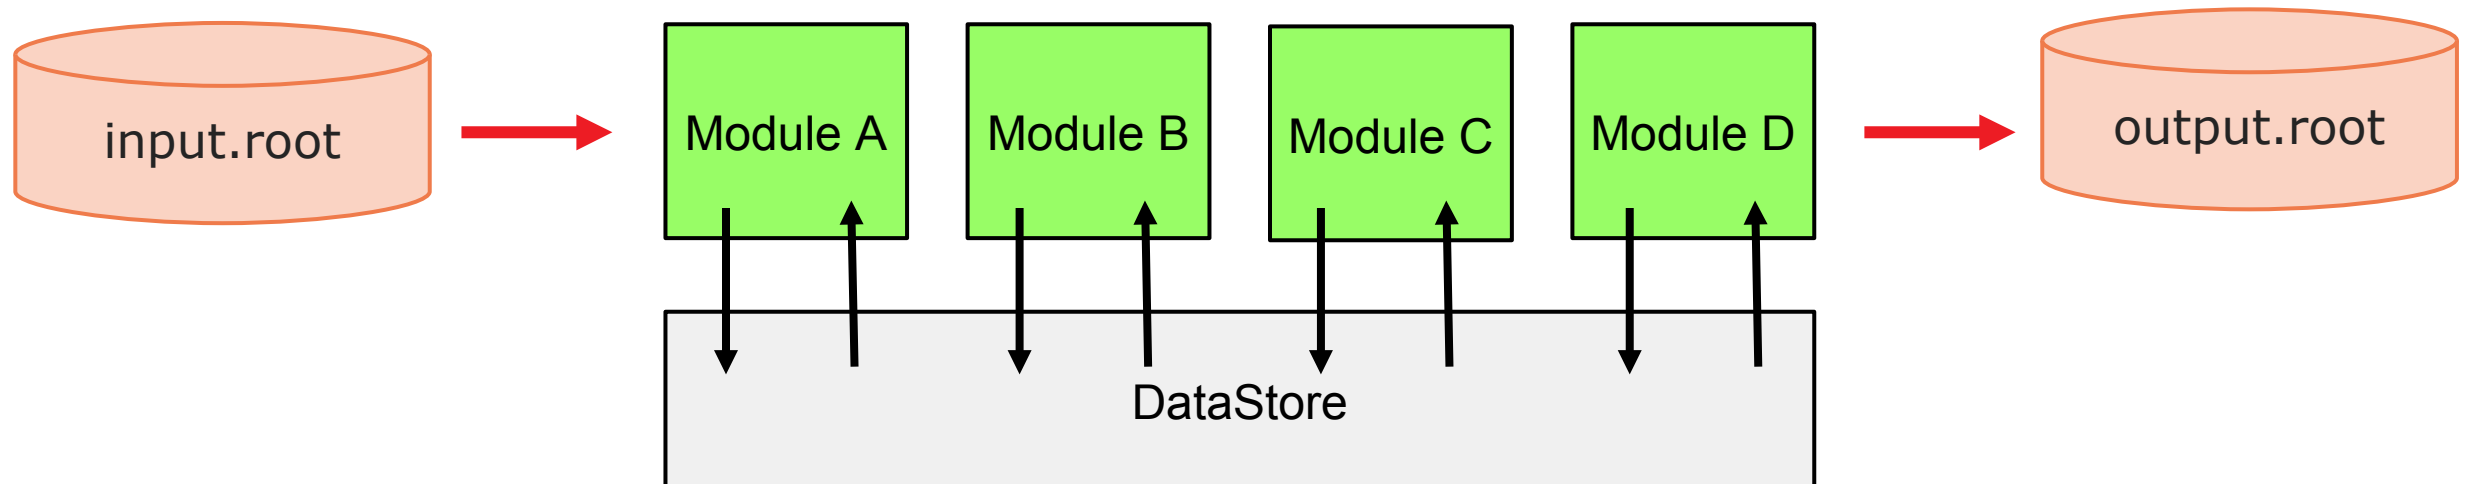 input.root
Module A
Module B
Module C
Module D
output.root
DataStore